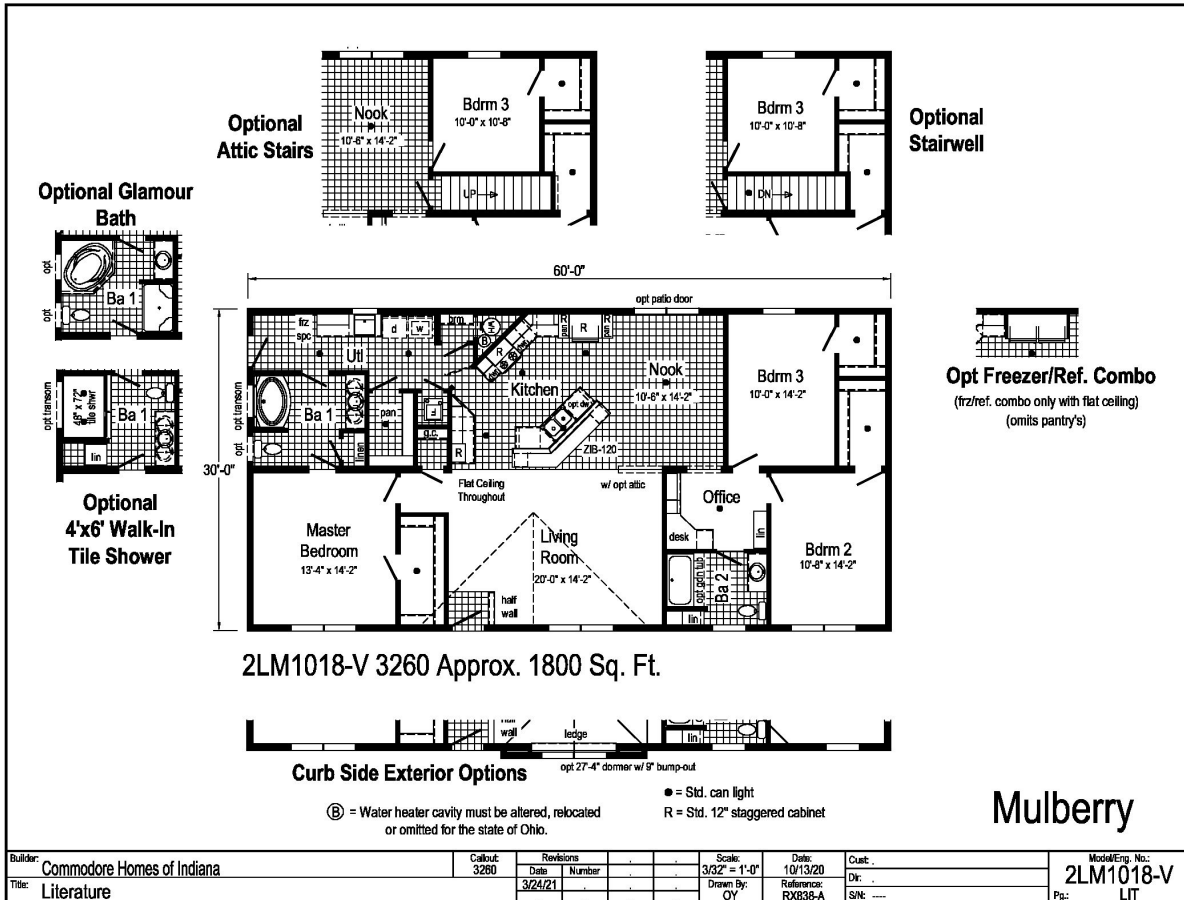 Optional
Attic Stairs
Nook
10'-6" x 14'-2"
Bdrm 3
10'-0" x 10'-8"
UP
Bdrm 3
10'-0" x 10'-8"
DN
Optional
Stairwell
Optional Glamour
Bath
opt
opt
Ba 1
60'-0"
opt patio door
30'-0"
frz
spc
d
w
brm
B
W/H
R
pan
R
R
pan
R
Utl
Kitchen
Nook
10'-6" x 14'-2"
Bdrm 3
10'-0" x 14'-2"
opt transom
opt
Ba 1
linen
pan
F
g.c.
R
opt dw
ZIB-120
Opt Freezer/Ref. Combo
(frz/ref. combo only with flat ceiling)
(omits pantry's)
opt transom
tile shwr
Ba 1
lin
Optional
4'x6' Walk-In
Tile Shower
Flat Ceiling
Throughout
w/ opt attic
Office
desk
lin
Master
Bedroom
13'-4" x 14'-2"
Living
Room
20'-0" x 14'-2"
half
wall
opt gdn tub
Ba 2
lin
Bdrm 2
10'-8" x 14'-2"
2LM1018-V 3260 Approx. 1800 Sq. Ft.
wall
ledge
lin
Curb Side Exterior Options
opt 27'-4" dormer w/ 9" bump-out
B = Water heater cavity must be altered, relocated
or omitted for the state of Ohio.
● = Std. can light
R = Std. 12" staggered cabinet
Mulberry
Builder: Commodore Homes of Indiana
Title: Literature
Callout:
3260
Revisions
Date Number
3/24/21
Scale:
3/32" = 1'-0"
Drawn By:
OY
Date:
10/13/20
Reference:
RX838-A
Cust: .
Dir: .
S/N: ----
Model/Eng. No.:
2LM1018-V
Pg.: LIT